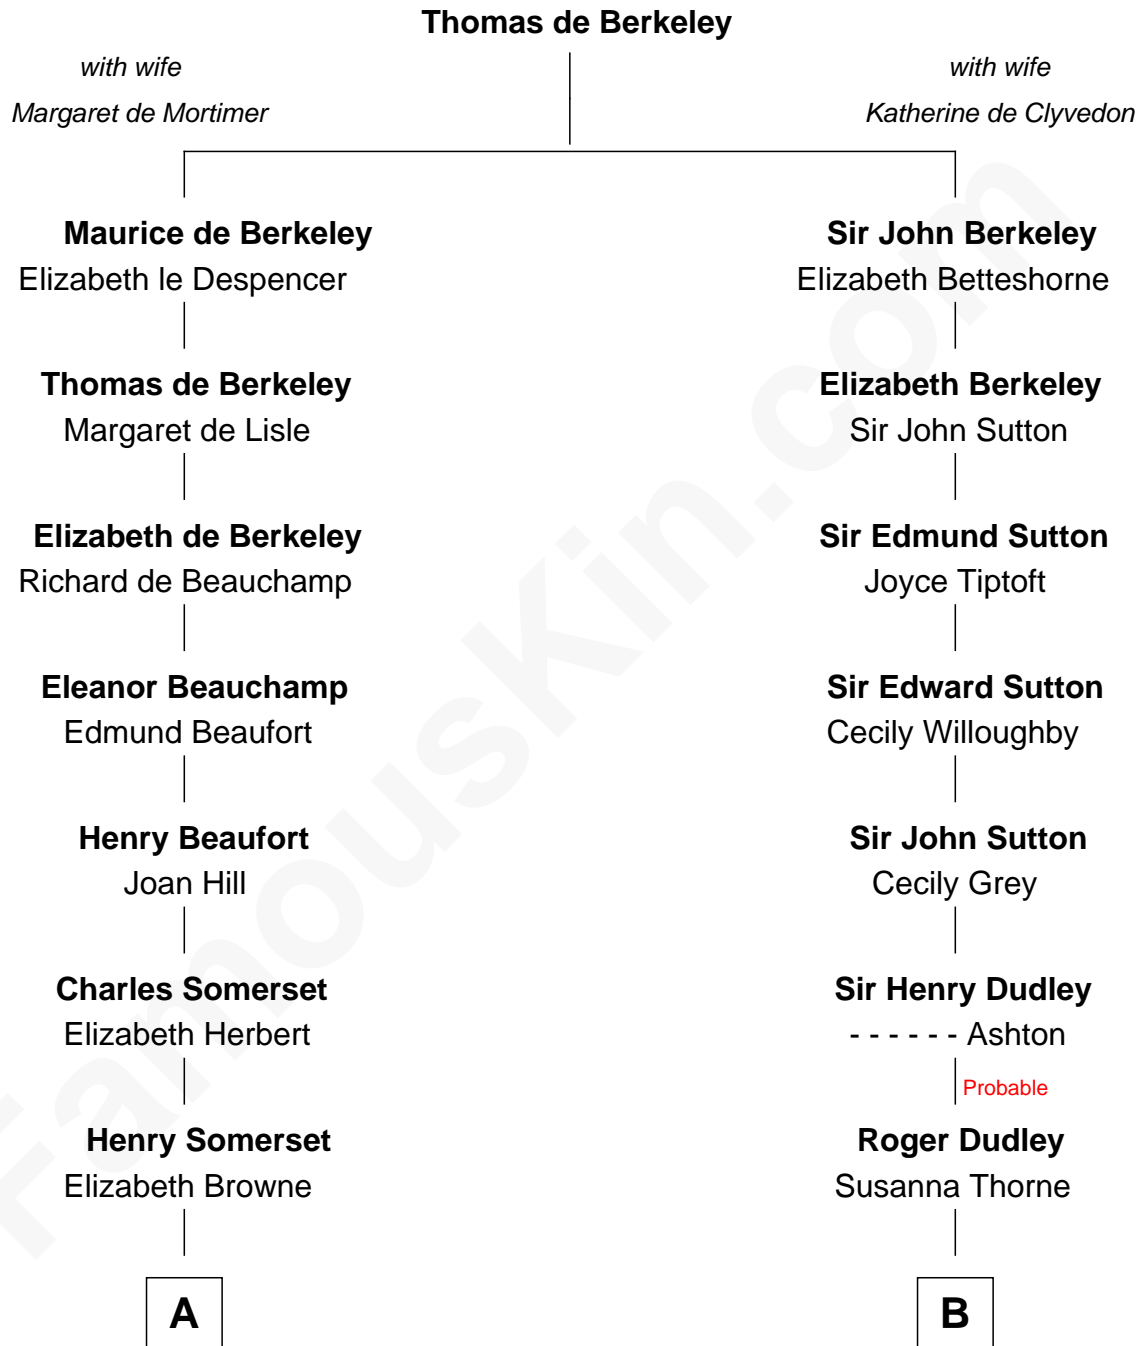 Thomas de Berkeley
with wife
Margaret de Mortimer
with wife
Katherine de Clyvedon
Maurice de Berkeley
Elizabeth le Despencer
Sir John Berkeley
Elizabeth Betteshorne
Thomas de Berkeley
Margaret de Lisle
Elizabeth Berkeley
Sir John Sutton
Elizabeth de Berkeley
Richard de Beauchamp
Sir Edmund Sutton
Joyce Tiptoft
Eleanor Beauchamp
Edmund Beaufort
Sir Edward Sutton
Cecily Willoughby
Henry Beaufort
Joan Hill
Sir John Sutton
Cecily Grey
Charles Somerset
Elizabeth Herbert
Sir Henry Dudley
- - - - - - Ashton
Probable
Henry Somerset
Elizabeth Browne
Roger Dudley
Susanna Thorne
A
B
FamousKin.com